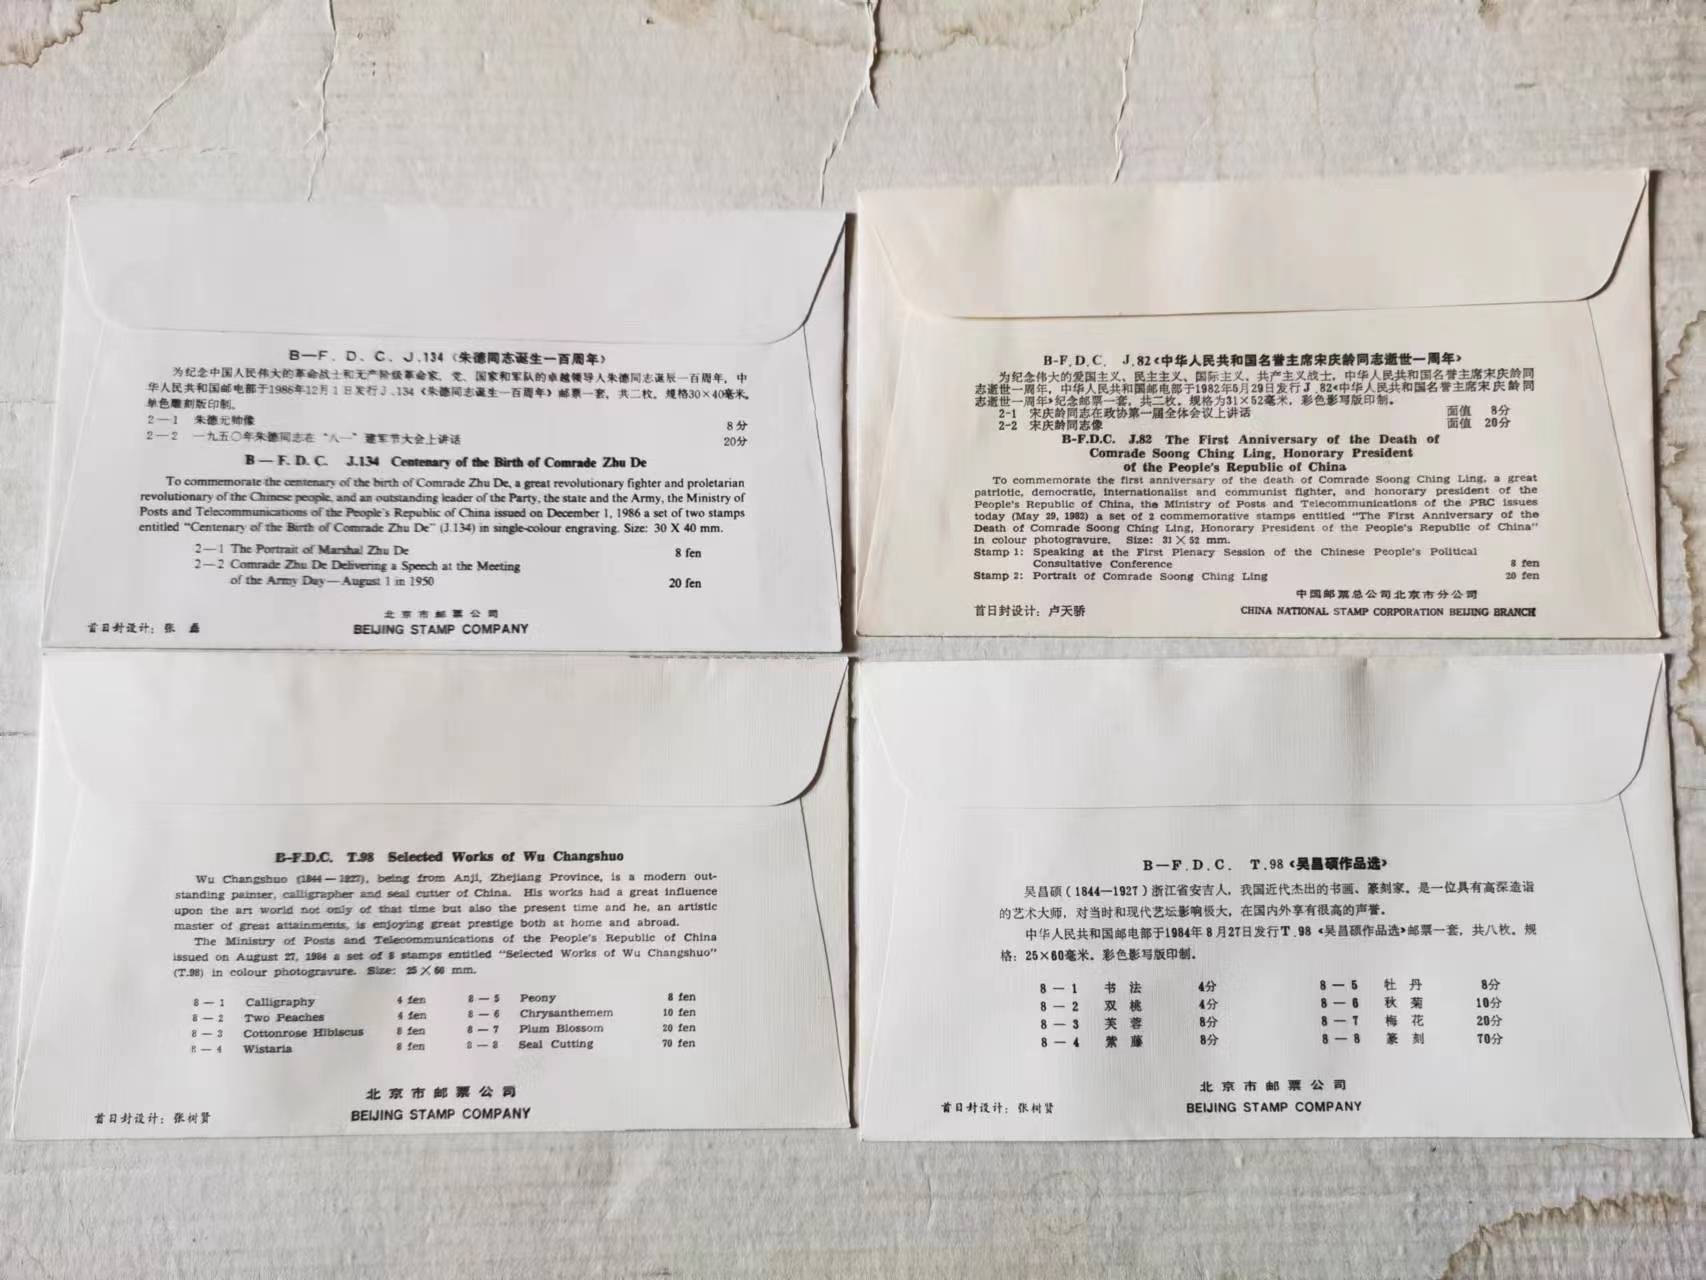 B—F. D. C. J.134《朱德同志诞生一百周年》
为纪念中国人民伟大的革命战士和无产阶级革命家，党、国家和军队的卓越领导人朱德同志诞辰一百周年，中
华人民共和国邮电部于1986年12月1日发行J.134《朱德同志诞生一百周年》邮票一套，共二枚。规格30×40毫米，
单色雕刻版印制。
2—1 朱德元帅像 8分
2—2 一九五〇年朱德同志在“八一”建军节大会上讲话 20分
B — F. D. C. J.134 Centenary of the Birth of Comrade Zhu De
To commemorate the centenary of the birth of Comrade Zhu De, a great revolutionary fighter and proletarian
revolutionary of the Chinese people, and an outstanding leader of the Party, the state and the Army, the Ministry of
Posts and Telecommunications of the People's Republic of China issued on December 1, 1986 a set of two stamps
entitled “Centenary of the Birth of Comrade Zhu De” (J.134) in single-colour engraving. Size: 30 X 40 mm.
2—1 The Portrait of Marshal Zhu De 8 fen
2—2 Comrade Zhu De Delivering a Speech at the Meeting
of the Army Day—August 1 in 1950 20 fen
北京市邮票公司
首日封设计：张 磊
BEIJING STAMP COMPANY
B-F.D.C. J.82《中华人民共和国名誉主席宋庆龄同志逝世一周年》
为纪念伟大的爱国主义、民主主义、国际主义、共产主义战士，中华人民共和国名誉主席宋庆龄同
志逝世一周年，中华人民共和国邮电部于1982年5月29日发行J.82《中华人民共和国名誉主席宋庆龄同
志逝世一周年》纪念邮票一套，共二枚。规格为31×52毫米，彩色影写版印制。
2-1 宋庆龄同志在政协第一届全体会议上讲话 面值 8分
2-2 宋庆龄同志像 面值 20分
B-F.D.C. J.82 The First Anniversary of the Death of
Comrade Soong Ching Ling, Honorary President
of the People's Republic of China
To commemorate the first anniversary of the death of Comrade Soong Ching Ling, a great
patriotic, democratic, internationalist and communist fighter, and honorary president of the
People's Republic of China, the Ministry of Posts and Telecommunications of the PRC issues
today (May 29, 1982) a set of 2 commemorative stamps entitled “The First Anniversary of the
Death of Comrade Soong Ching Ling, Honorary President of the People's Republic of China”
in colour photogravure. Size: 31×52 mm.
Stamp 1: Speaking at the First Plenary Session of the Chinese People's Political
Consultative Conference 8 fen
Stamp 2: Portrait of Comrade Soong Ching Ling 20 fen
中国邮票总公司北京市分公司
首日封设计：卢天骄 CHINA NATIONAL STAMP CORPORATION BEIJING BRANCH
B-F.D.C. T.98 Selected Works of Wu Changshuo
Wu Changshuo (1844—1927), being from Anji, Zhejiang Province, is a modern out-
standing painter, calligrapher and seal cutter of China. His works had a great influence
upon the art world not only of that time but also the present time and he, an artistic
master of great attainments, is enjoying great prestige both at home and abroad.
The Ministry of Posts and Telecommunications of the People's Republic of China
issued on August 27, 1984 a set of 8 stamps entitled “Selected Works of Wu Changshuo”
(T.98) in colour photogravure. Size: 25×60 mm.
8—1 Calligraphy 4 fen 8—5 Peony 8 fen
8—2 Two Peaches 4 fen 8—6 Chrysanthemem 10 fen
8—3 Cottonrose Hibiscus 8 fen 8—7 Plum Blossom 20 fen
8—4 Wistaria 8 fen 8—8 Seal Cutting 70 fen
北京市邮票公司
首日封设计：张树贤 BEIJING STAMP COMPANY
B—F.D.C. T.98《吴昌硕作品选》
吴昌硕（1844—1927）浙江省安吉人，我国近代杰出的书画、篆刻家。是一位具有高深造诣
的艺术大师，对当时和现代艺坛影响极大，在国内外享有很高的声誉。
中华人民共和国邮电部于1984年8月27日发行T.98《吴昌硕作品选》邮票一套，共八枚。规
格：25×60毫米。彩色影写版印制。
8—1 书法 4分 8—5 牡丹 8分
8—2 双桃 4分 8—6 秋菊 10分
8—3 芙蓉 8分 8—7 梅花 20分
8—4 紫藤 8分 8—8 篆刻 70分
北京市邮票公司
首日封设计：张树贤 BEIJING STAMP COMPANY